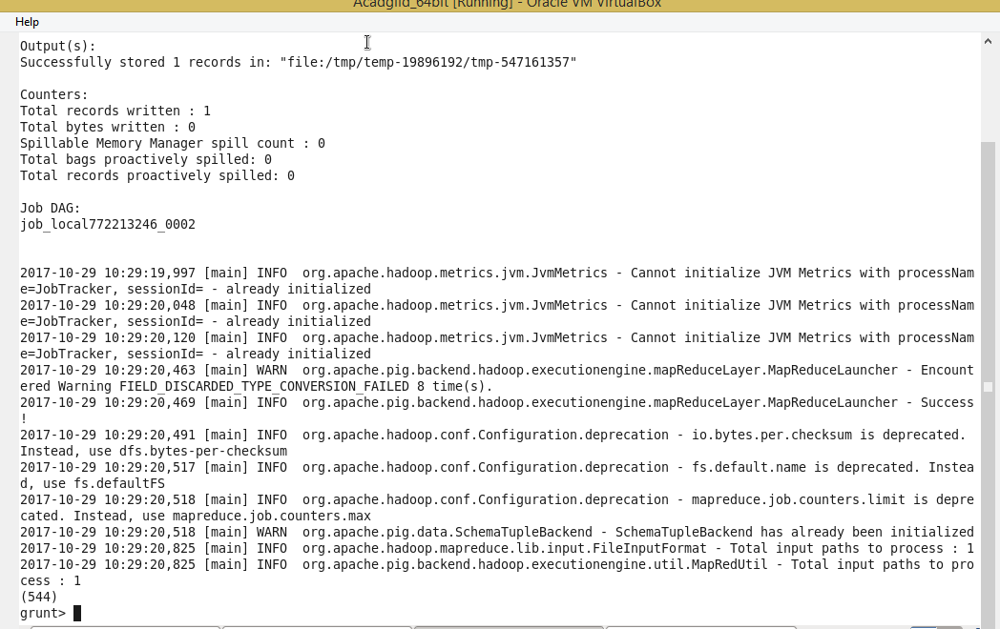 Acadgild_64bit [Running] - Oracle VM VirtualBox
Help
Output(s):
Successfully stored 1 records in: "file:/tmp/temp-19896192/tmp-547161357"
Counters:
Total records written : 1
Total bytes written : 0
Spillable Memory Manager spill count : 0
Total bags proactively spilled: 0
Total records proactively spilled: 0
Job DAG:
job_local772213246_0002
2017-10-29 10:29:19,997 [main] INFO  org.apache.hadoop.metrics.jvm.JvmMetrics - Cannot initialize JVM Metrics with processNam
e=JobTracker, sessionId= - already initialized
2017-10-29 10:29:20,048 [main] INFO  org.apache.hadoop.metrics.jvm.JvmMetrics - Cannot initialize JVM Metrics with processNam
e=JobTracker, sessionId= - already initialized
2017-10-29 10:29:20,120 [main] INFO  org.apache.hadoop.metrics.jvm.JvmMetrics - Cannot initialize JVM Metrics with processNam
e=JobTracker, sessionId= - already initialized
2017-10-29 10:29:20,463 [main] WARN  org.apache.pig.backend.hadoop.executionengine.mapReduceLayer.MapReduceLauncher - Encount
ered Warning FIELD_DISCARDED_TYPE_CONVERSION_FAILED 8 time(s).
2017-10-29 10:29:20,469 [main] INFO  org.apache.pig.backend.hadoop.executionengine.mapReduceLayer.MapReduceLauncher - Success
!
2017-10-29 10:29:20,491 [main] INFO  org.apache.hadoop.conf.Configuration.deprecation - io.bytes.per.checksum is deprecated.
Instead, use dfs.bytes-per-checksum
2017-10-29 10:29:20,517 [main] INFO  org.apache.hadoop.conf.Configuration.deprecation - fs.default.name is deprecated. Instea
d, use fs.defaultFS
2017-10-29 10:29:20,518 [main] INFO  org.apache.hadoop.conf.Configuration.deprecation - mapreduce.job.counters.limit is depre
cated. Instead, use mapreduce.job.counters.max
2017-10-29 10:29:20,518 [main] WARN  org.apache.pig.data.SchemaTupleBackend - SchemaTupleBackend has already been initialized
2017-10-29 10:29:20,825 [main] INFO  org.apache.hadoop.mapreduce.lib.input.FileInputFormat - Total input paths to process : 1
2017-10-29 10:29:20,825 [main] INFO  org.apache.pig.backend.hadoop.executionengine.util.MapRedUtil - Total input paths to pro
cess : 1
(544)
grunt>